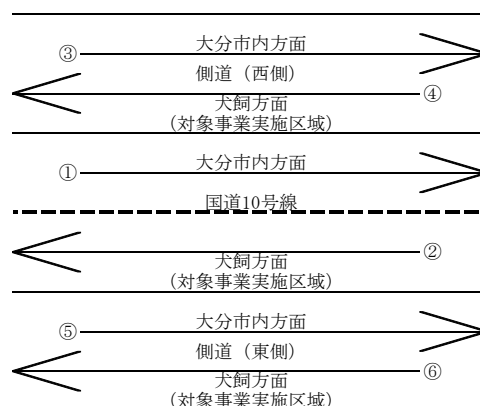 大分市内方面
③
側道（西側）
④
犬飼方面
(対象事業実施区域)
大分市内方面
①
国道10号線
②
犬飼方面
(対象事業実施区域)
大分市内方面
⑤
側道（東側）
⑥
犬飼方面
(対象事業実施区域)